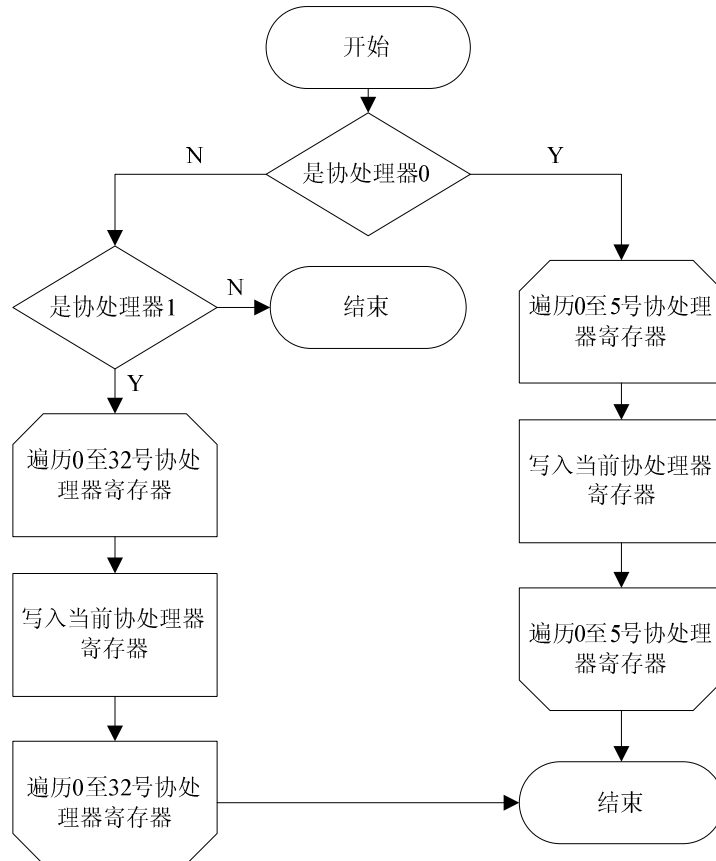 开始
N
Y
是协处理器0
是协处理器1
N
结束
遍历0至5号协处理
器寄存器
Y
遍历0至32号协处
理器寄存器
写入当前协处理器
寄存器
写入当前协处理器
寄存器
遍历0至5号协处理
器寄存器
遍历0至32号协处
理器寄存器
结束